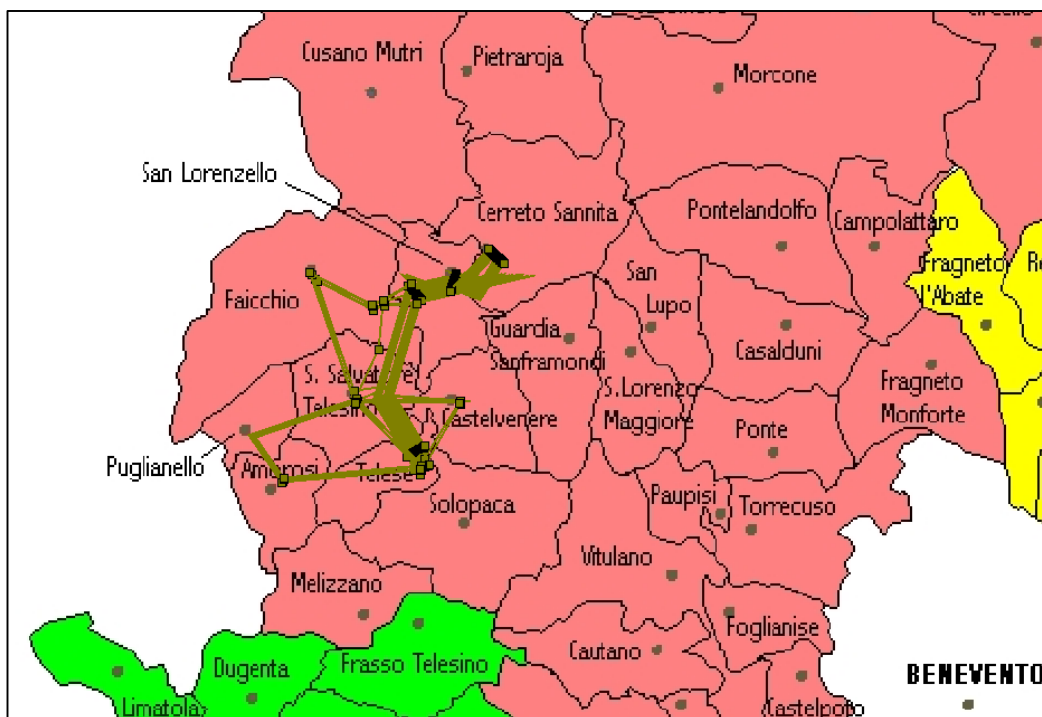 Cusano Mutri
Pietraroja
Morcone
San Lorenzello
Cerreto Sannita
Pontelandolfo
Campolattaro
Fragneto
l'Abate
San
Lupo
Faicchio
Guardia
Sanframondi
Casalduni
S. Salvatore
Telesino
Castelvenere
S.Lorenzo
Maggiore
Fragneto
Monforte
Ponte
Puglianello
Amorosi
Telese
Solopaca
Paupisi
Torrecuso
Vitulano
Melizzano
Foglianise
Cautano
Dugenta
Frasso Telesino
BENEVENTO
Limatola
Castelpoto